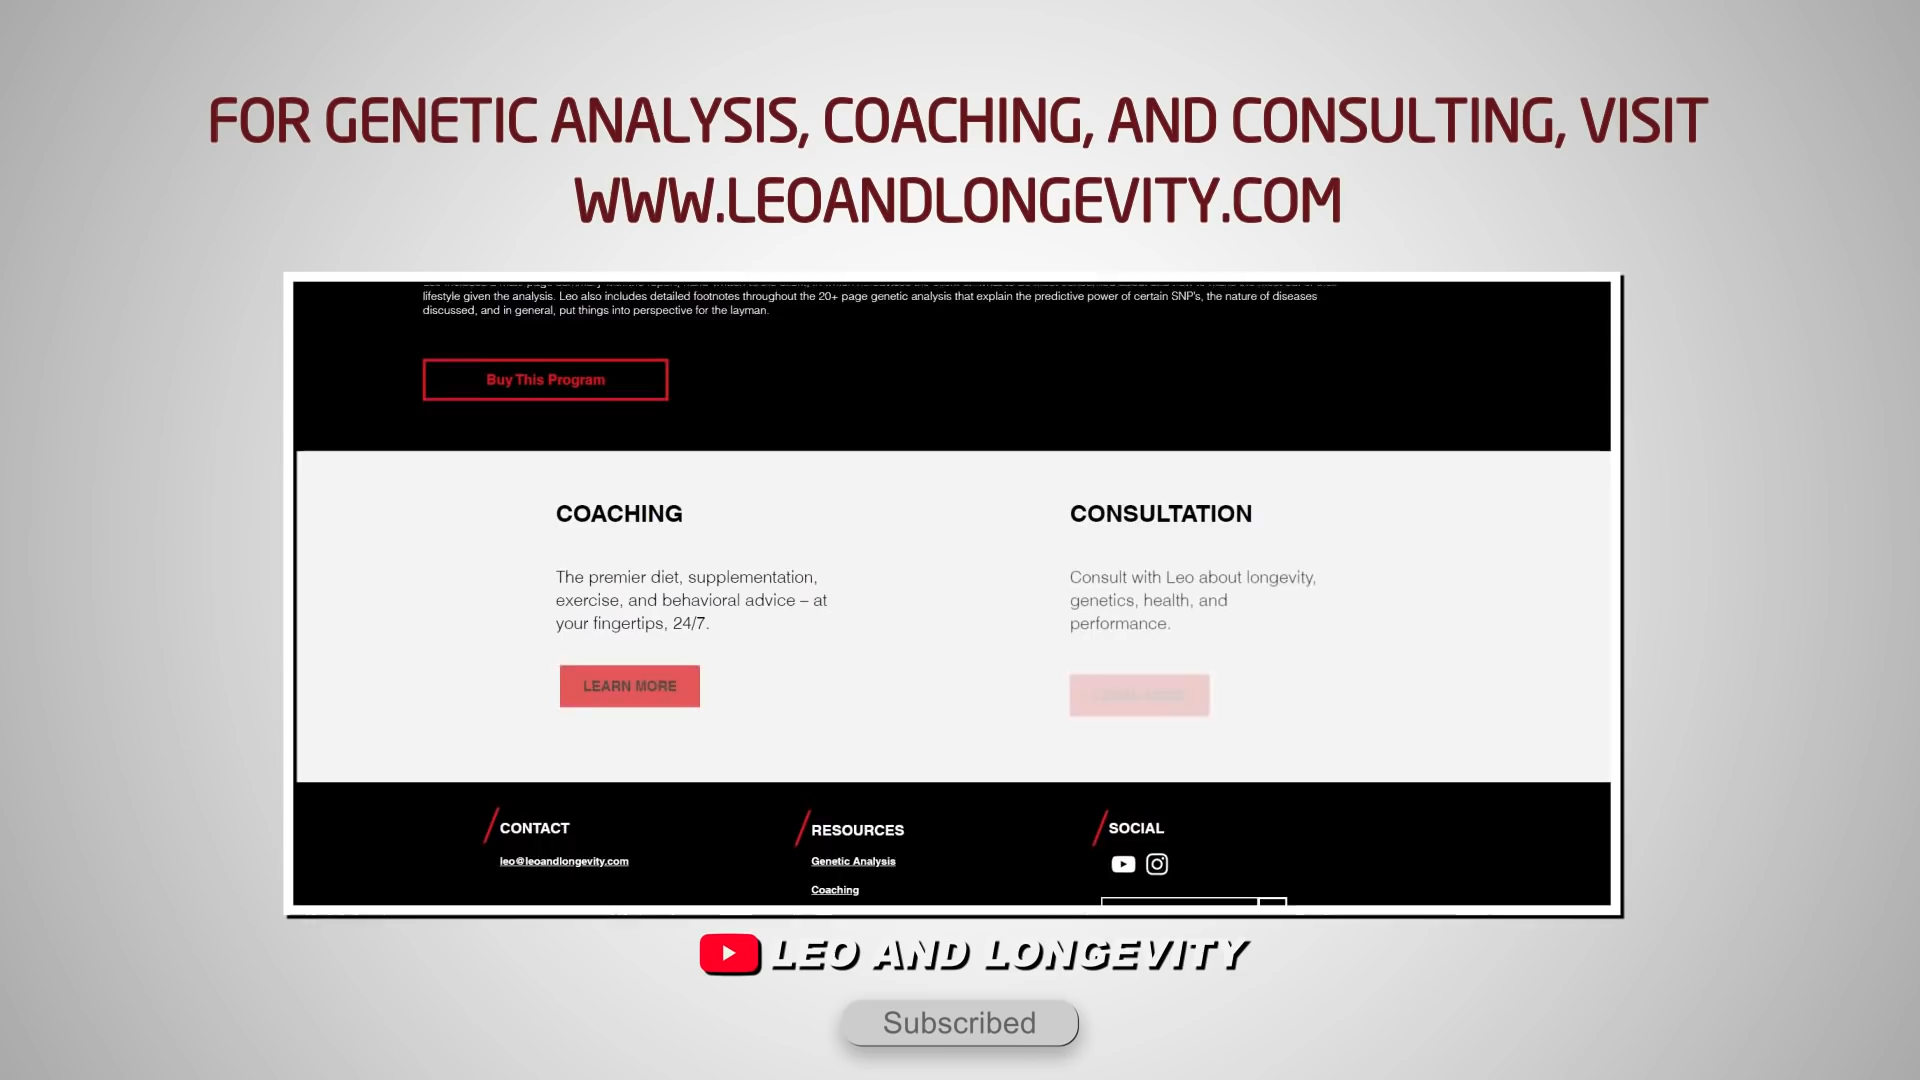 FOR GENETIC ANALYSIS, COACHING, AND CONSULTING, VISIT
WWW.LEOANDLONGEVITY.COM
lifestyle given the analysis. Leo also includes detailed footnotes throughout the 20+ page genetic analysis that explain the predictive power of certain SNP's, the nature of diseases
discussed, and in general, put things into perspective for the layman.
Buy This Program
COACHING
The premier diet, supplementation,
exercise, and behavioral advice – at
your fingertips, 24/7.
LEARN MORE
CONSULTATION
Consult with Leo about longevity,
genetics, health, and
performance.
CONTACT
leo@leoandlongevity.com
RESOURCES
Genetic Analysis
Coaching
SOCIAL
LEO AND LONGEVITY
Subscribed